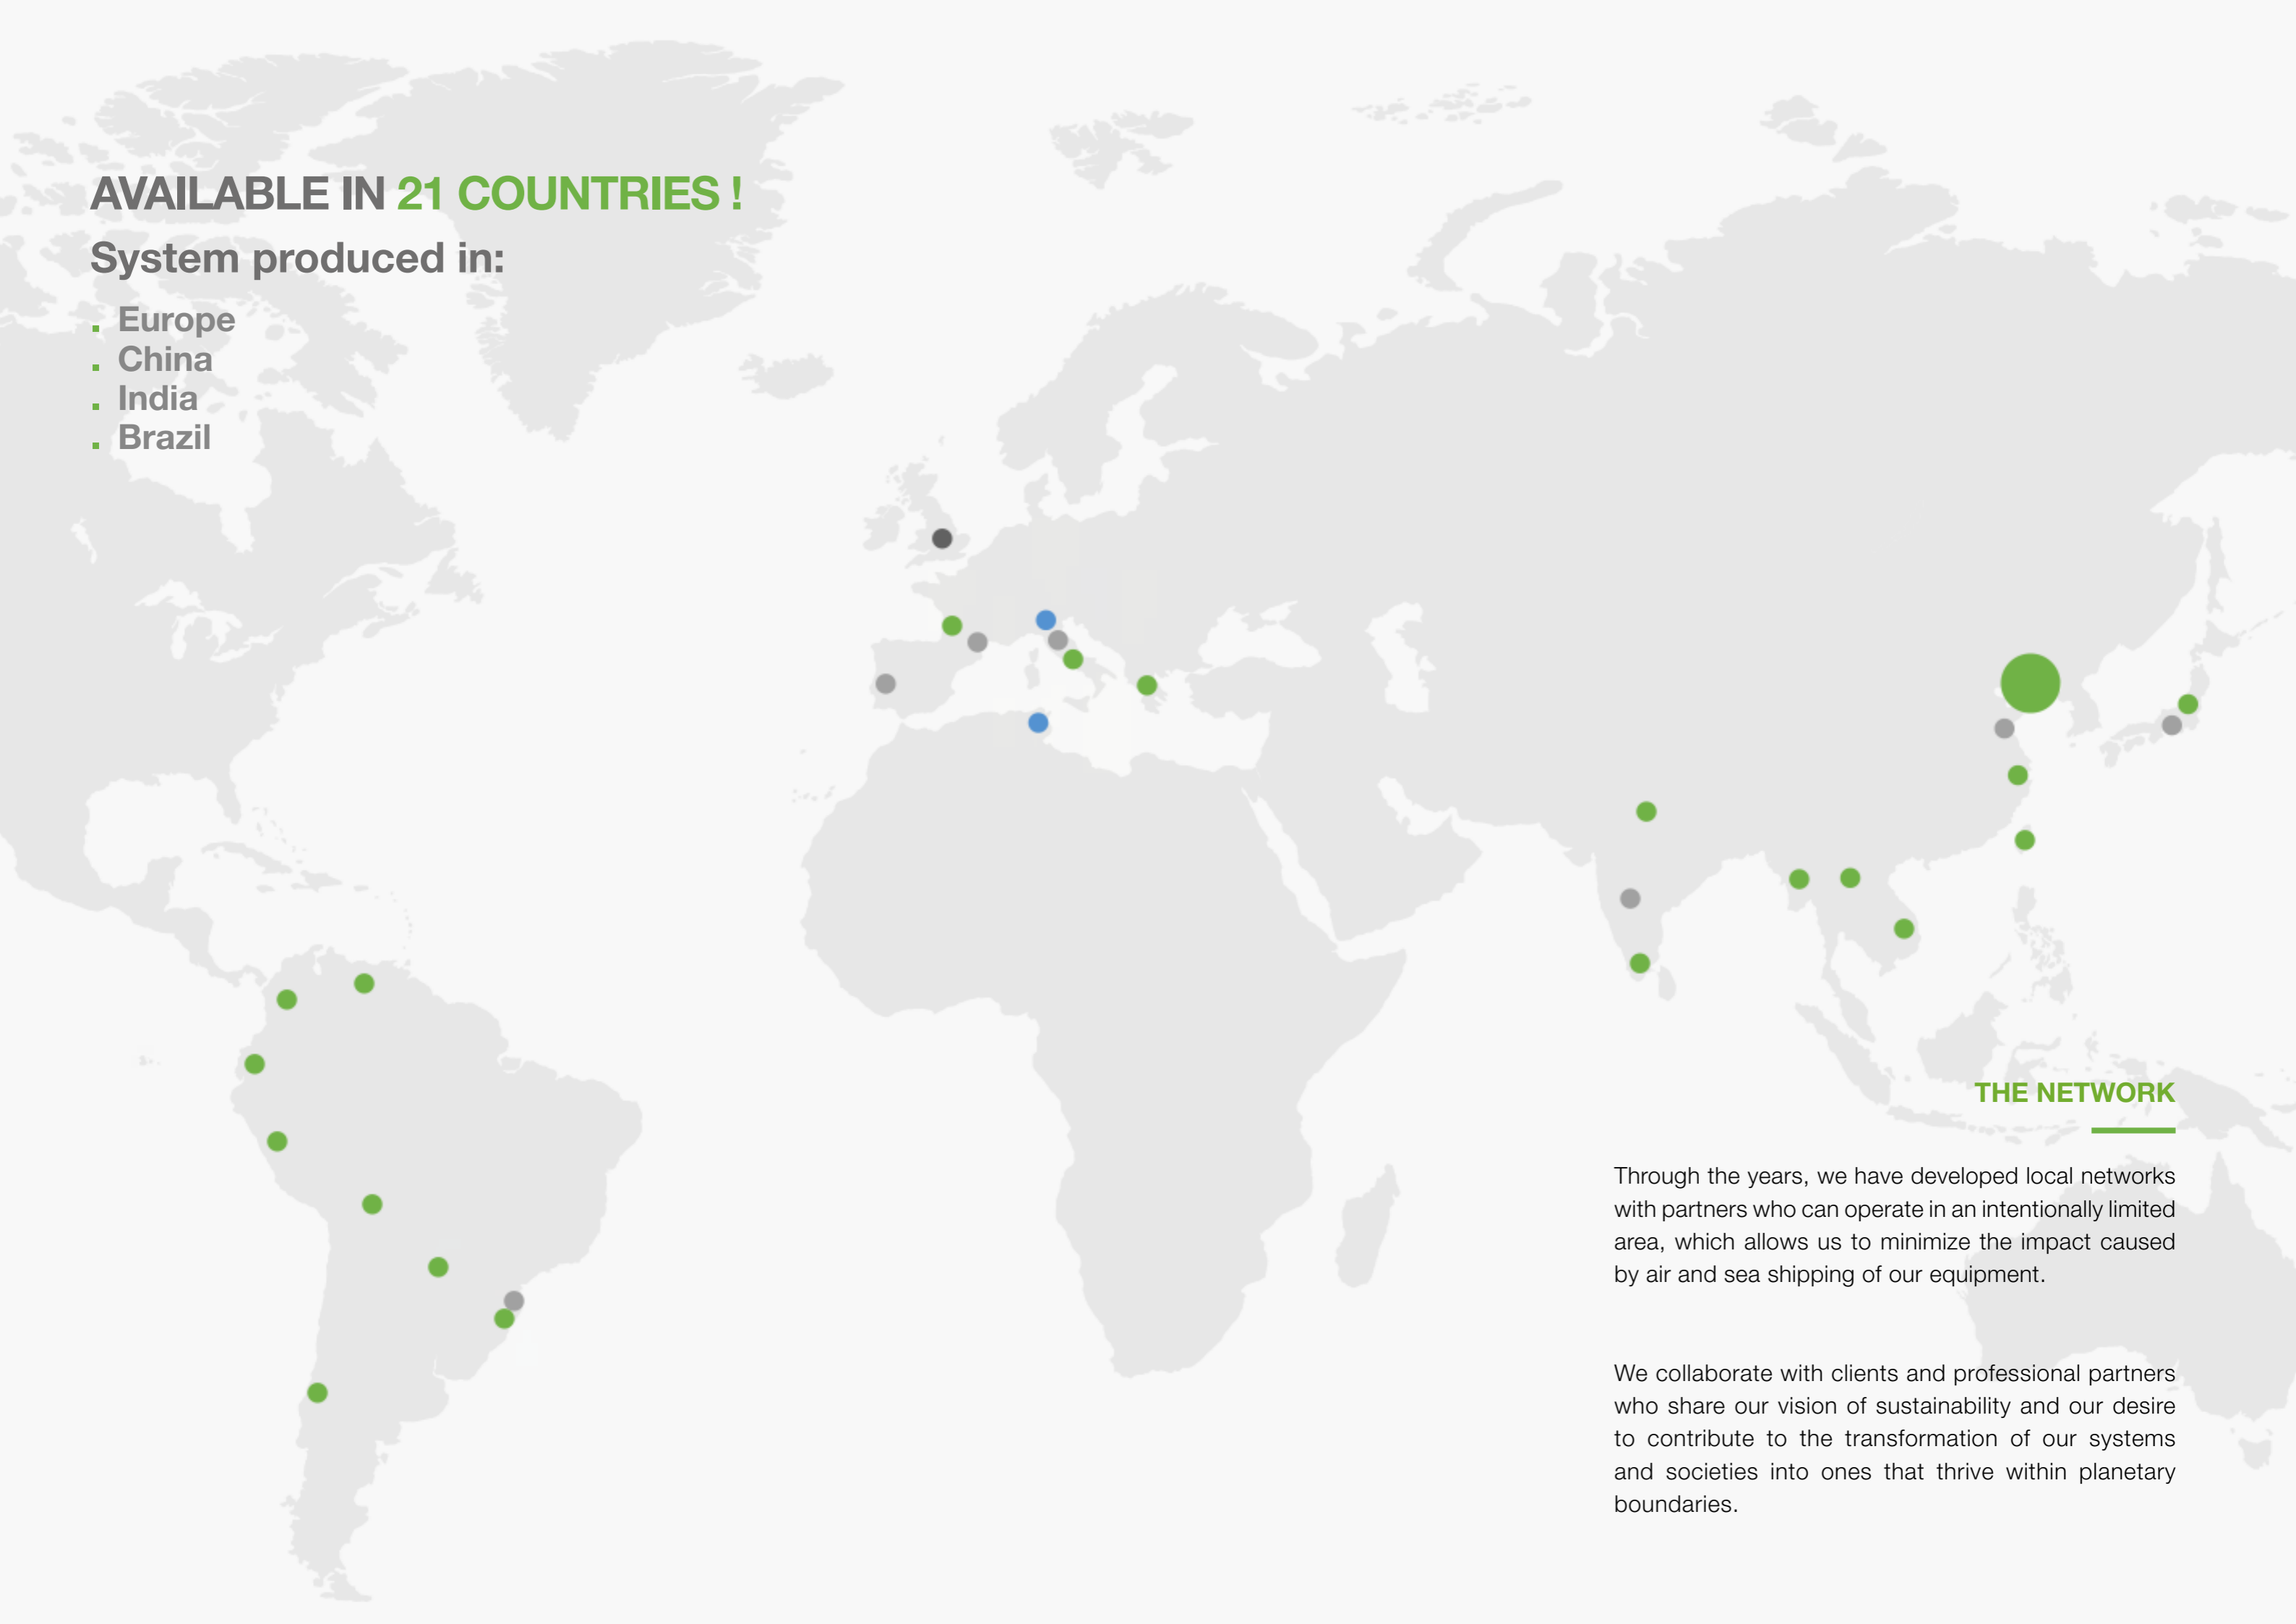 AVAILABLE IN 21 COUNTRIES !
System produced in:
. Europe
. China
. India
. Brazil
THE NETWORK
Through the years, we have developed local networks
with partners who can operate in an intentionally limited
area, which allows us to minimize the impact caused
by air and sea shipping of our equipment.
We collaborate with clients and professional partners
who share our vision of sustainability and our desire
to contribute to the transformation of our systems
and societies into ones that thrive within planetary
boundaries.